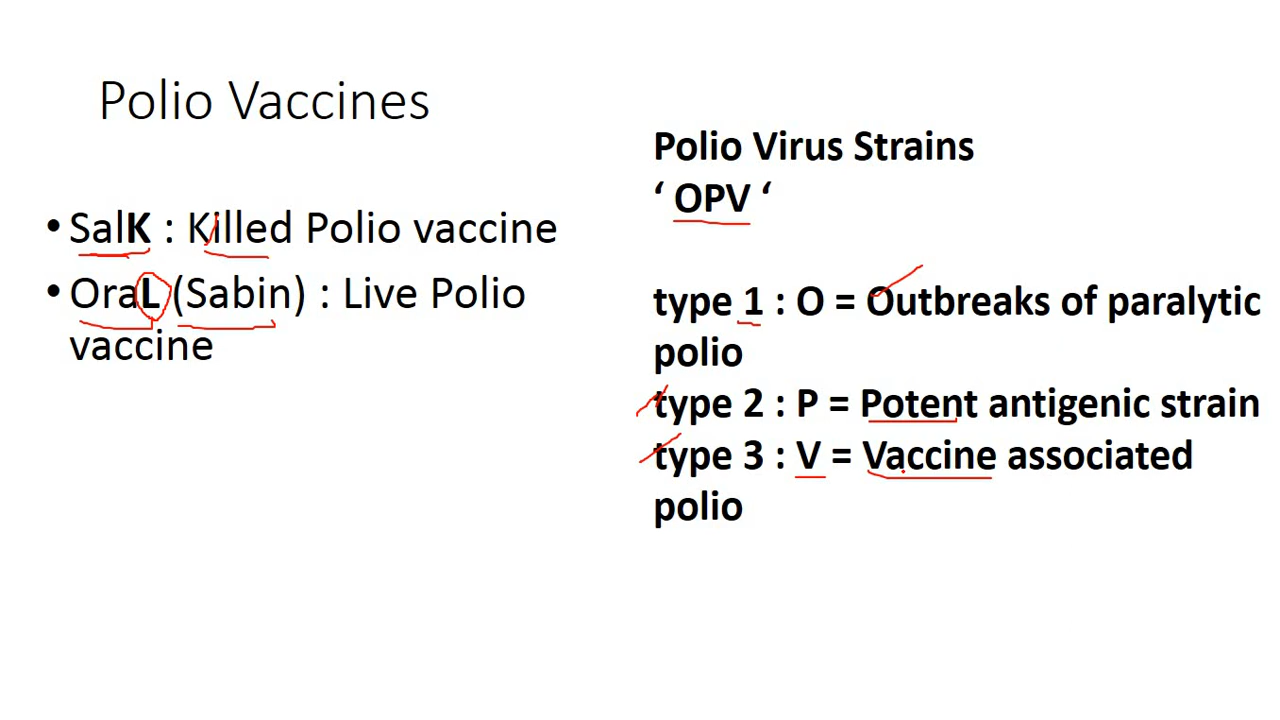 Polio Vaccines
• SalK : Killed Polio vaccine
• OraL (Sabin) : Live Polio
vaccine
Polio Virus Strains
‘ OPV ‘
type 1 : O = Outbreaks of paralytic
polio
type 2 : P = Potent antigenic strain
type 3 : V = Vaccine associated
polio